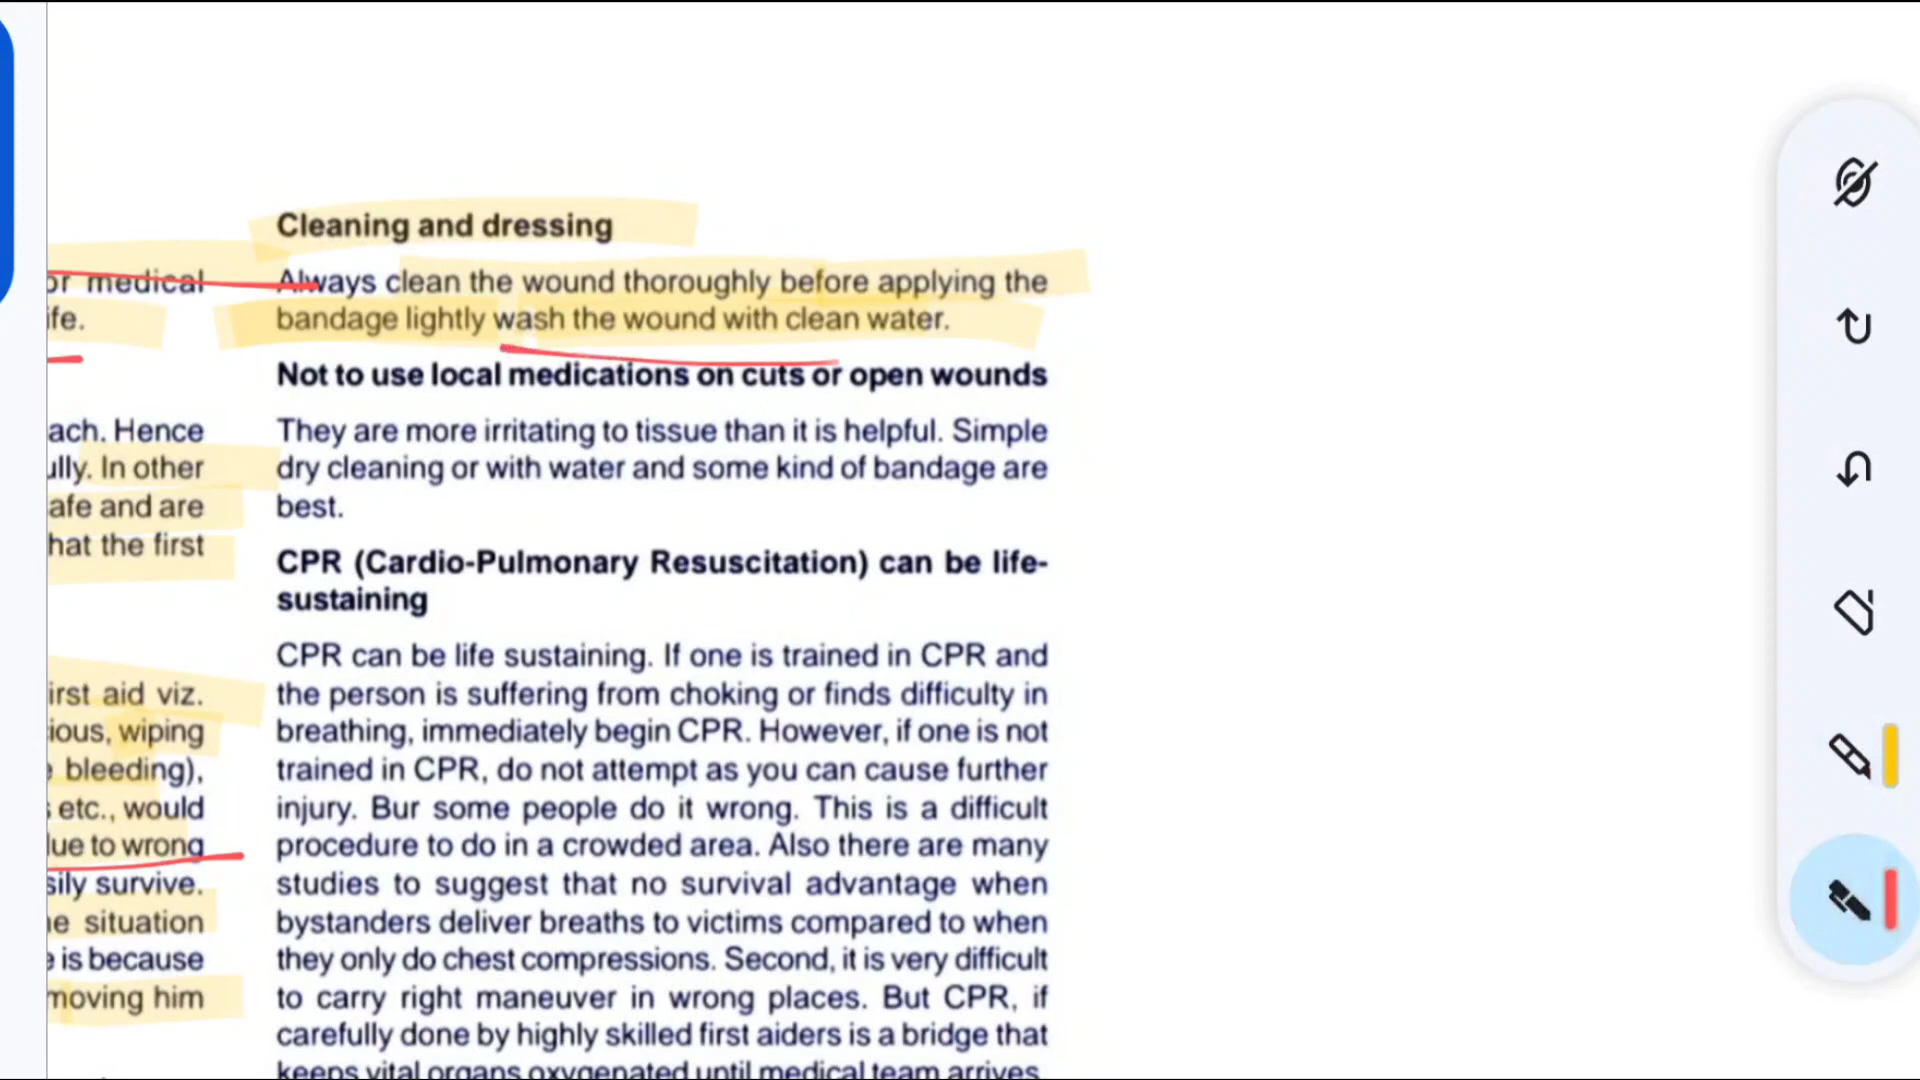 or medical
ife.
ach. Hence
ully. In other
afe and are
hat the first
irst aid viz.
ious, wiping
bleeding),
etc., would
lue to wrong
sily survive.
e situation
is because
moving him
Cleaning and dressing
Always clean the wound thoroughly before applying the
bandage lightly wash the wound with clean water.
Not to use local medications on cuts or open wounds
They are more irritating to tissue than it is helpful. Simple
dry cleaning or with water and some kind of bandage are
best.
CPR (Cardio-Pulmonary Resuscitation) can be life-
sustaining
CPR can be life sustaining. If one is trained in CPR and
the person is suffering from choking or finds difficulty in
breathing, immediately begin CPR. However, if one is not
trained in CPR, do not attempt as you can cause further
injury. Bur some people do it wrong. This is a difficult
procedure to do in a crowded area. Also there are many
studies to suggest that no survival advantage when
bystanders deliver breaths to victims compared to when
they only do chest compressions. Second, it is very difficult
to carry right maneuver in wrong places. But CPR, if
carefully done by highly skilled first aiders is a bridge that
keeps vital organs oxygenated until medical team arrives.